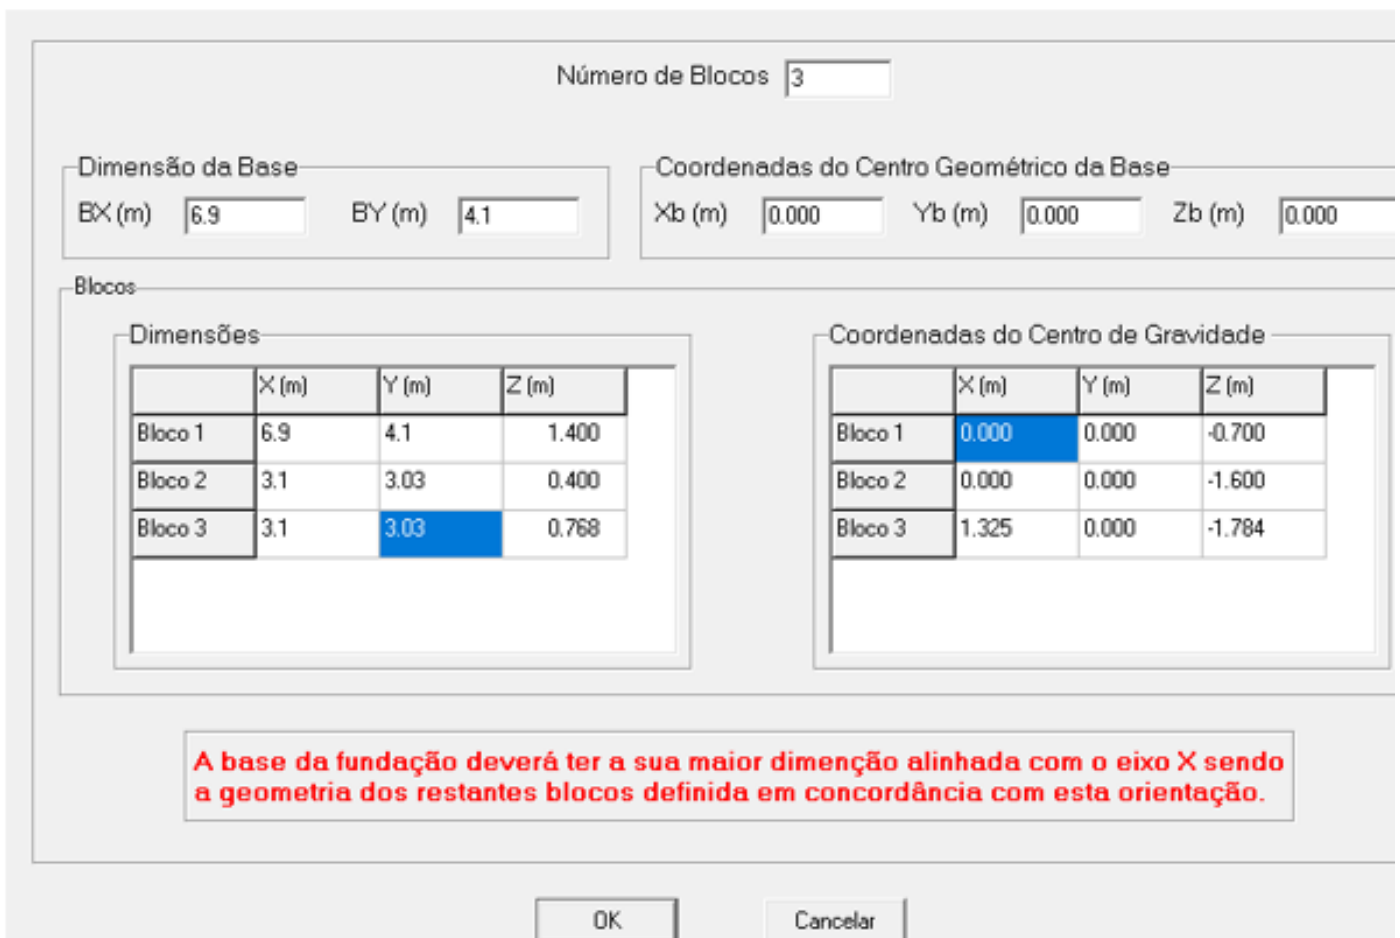 Número de Blocos 3
Dimensão da Base
BX (m) 6.9 BY (m) 4.1
Coordenadas do Centro Geométrico da Base
Xb (m) 0.000 Yb (m) 0.000 Zb (m) 0.000
Blocos
Dimensões
X (m) Y (m) Z (m)
Bloco 1 6.9 4.1 1.400
Bloco 2 3.1 3.03 0.400
Bloco 3 3.1 3.03 0.768
Coordenadas do Centro de Gravidade
X (m) Y (m) Z (m)
Bloco 1 0.000 0.000 -0.700
Bloco 2 0.000 0.000 -1.600
Bloco 3 1.325 0.000 -1.784
A base da fundação deverá ter a sua maior dimenção alinhada com o eixo X sendo
a geometria dos restantes blocos definida em concordância com esta orientação.
OK Cancelar